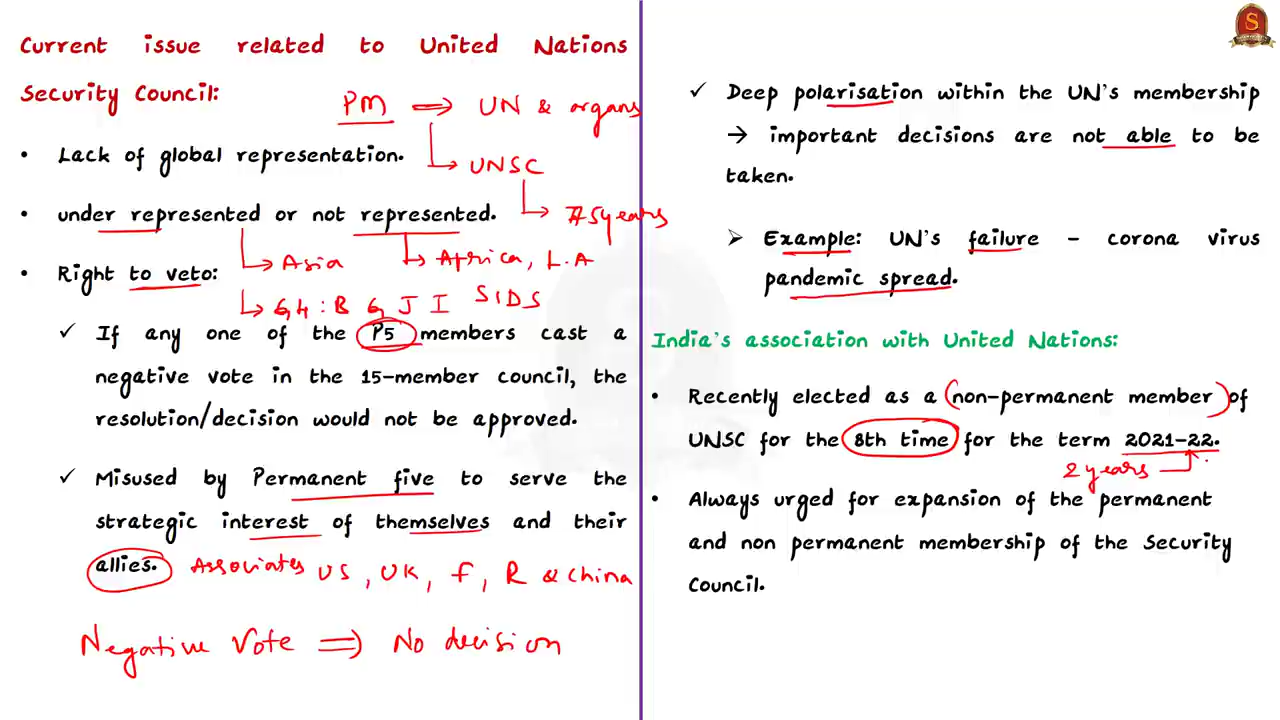 Current issue related to United Nations
Security Council:
PM ⇒ UN & organs
• Lack of global representation.
↳ UNSC
• under represented or not represented.
↳ 75 years
↳ Asia
↳ Africa, L.A
• Right to veto:
↳ G4: B G J I
SIDS
✓ If any one of the P5 members cast a
negative vote in the 15-member council, the
resolution/decision would not be approved.
✓ Misused by Permanent five to serve the
strategic interest of themselves and their
allies.
Associates US, UK, F, R & China
Negative Vote ⇒ No decision
✓ Deep polarisation within the UN's membership
→ important decisions are not able to be
taken.
➢ Example: UN's failure – corona virus
pandemic spread.
India's association with United Nations:
• Recently elected as a (non-permanent member) of
UNSC for the 8th time for the term 2021-22.
2 years
• Always urged for expansion of the permanent
and non permanent membership of the Security
Council.
S